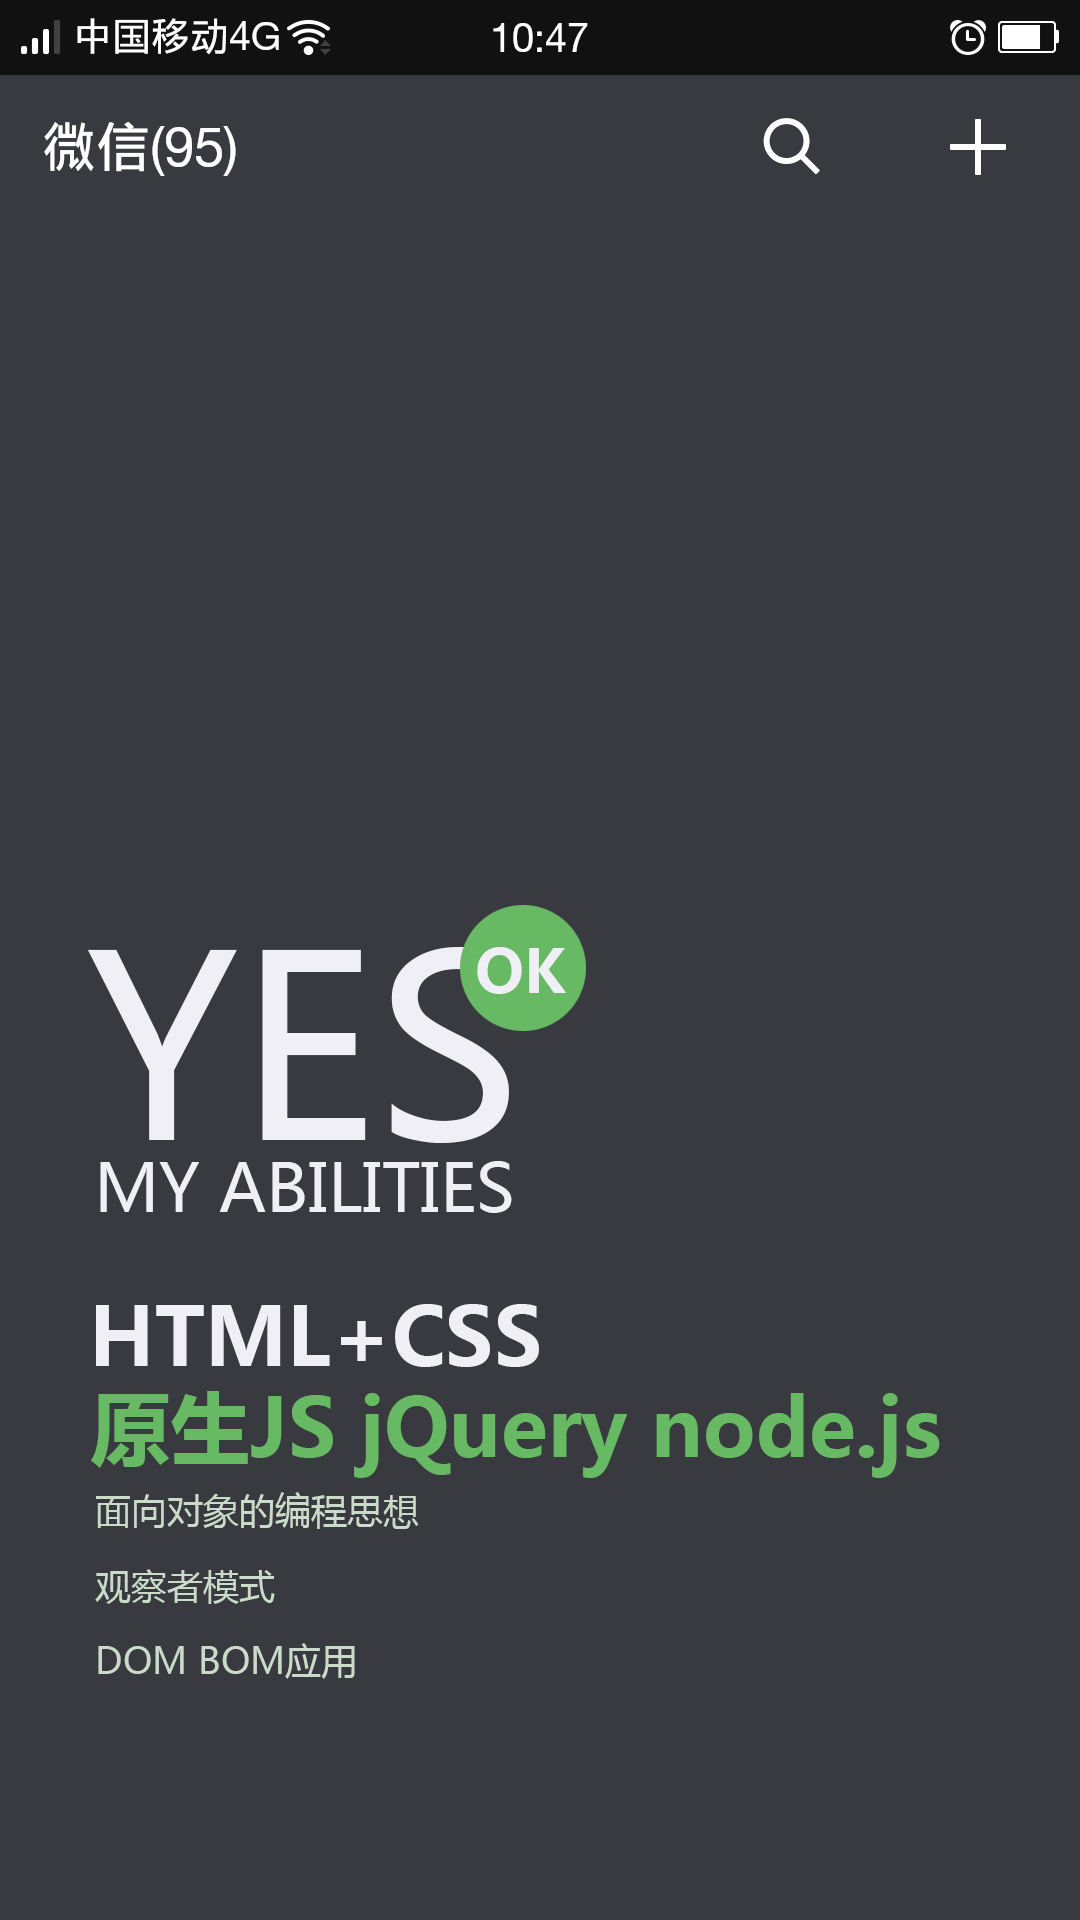 中国移动4G 10:47
微信(95)
YES OK
MY ABILITIES
HTML+CSS
原生JS jQuery node.js
面向对象的编程思想
观察者模式
DOM BOM应用